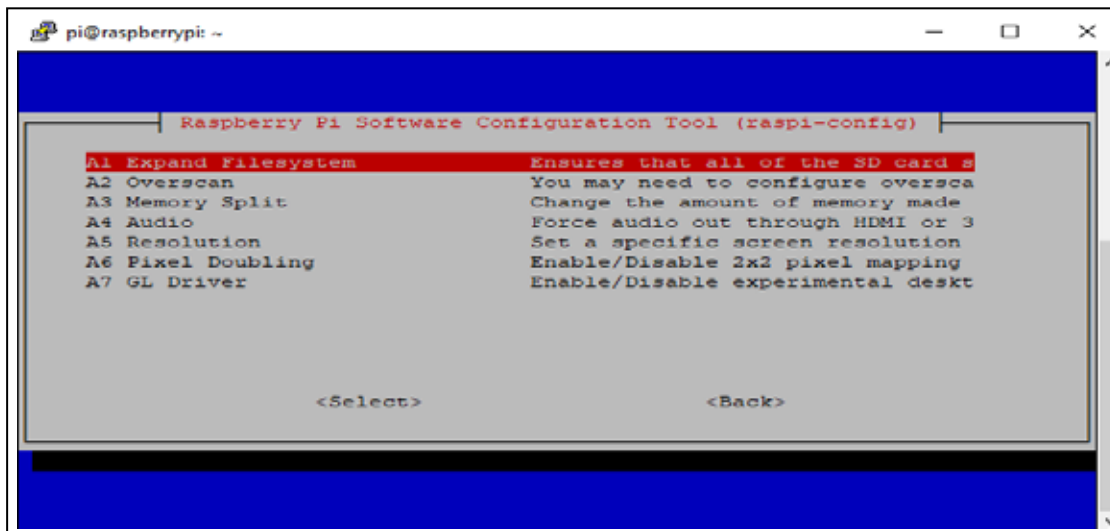 pi@raspberrypi: ~
Raspberry Pi Software Configuration Tool (raspi-config)
A1 Expand Filesystem Ensures that all of the SD card s
A2 Overscan You may need to configure oversca
A3 Memory Split Change the amount of memory made
A4 Audio Force audio out through HDMI or 3
A5 Resolution Set a specific screen resolution
A6 Pixel Doubling Enable/Disable 2x2 pixel mapping
A7 GL Driver Enable/Disable experimental deskt
<Select> <Back>